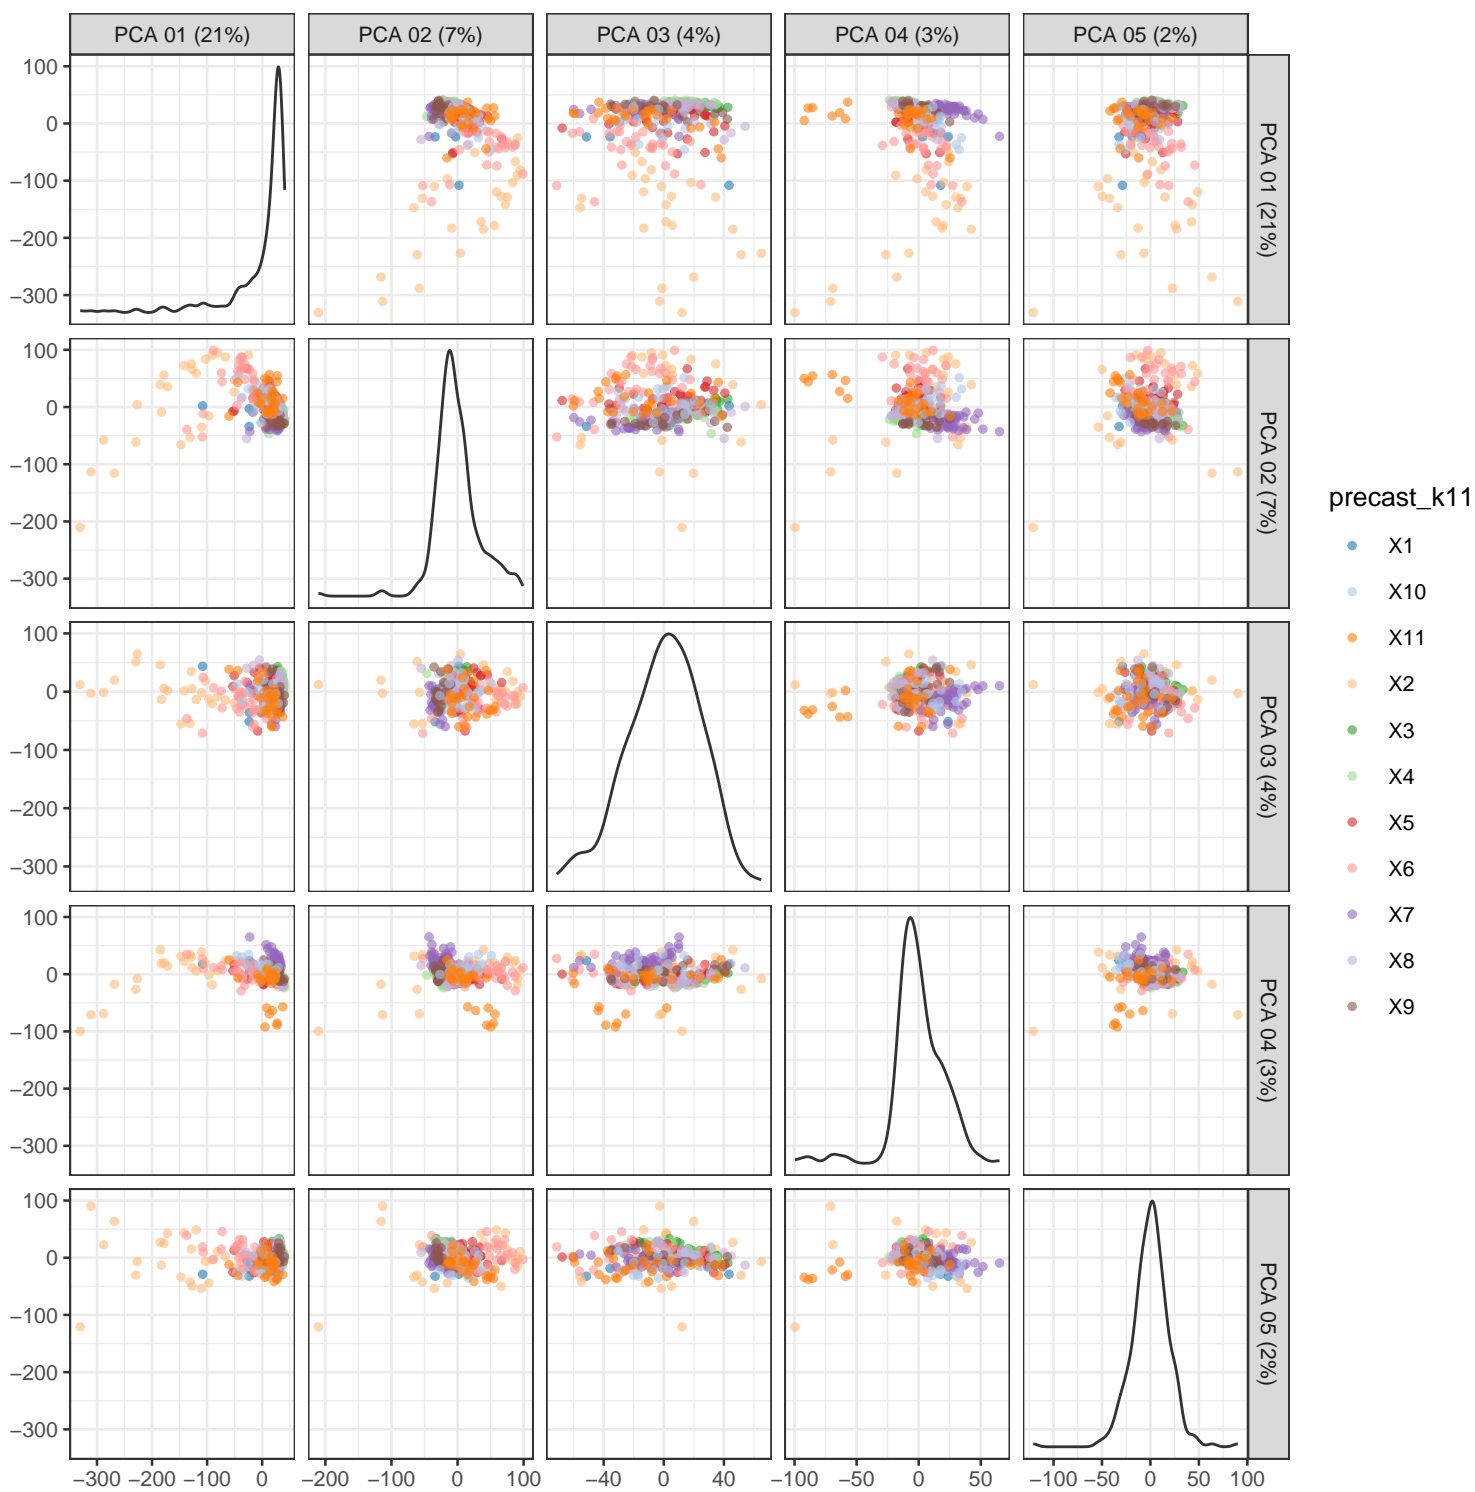 PCA 01 (21%) PCA 02 (7%) PCA 03 (4%) PCA 04 (3%) PCA 05 (2%)
100
0
−100
−200
−300
PCA 01 (21%)
100
0
−100
−200
−300
PCA 02 (7%)
100
0
−100
−200
−300
PCA 03 (4%)
100
0
−100
−200
−300
PCA 04 (3%)
100
0
−100
−200
−300
PCA 05 (2%)
−300 −200 −100 0 −200 −100 0 100 −40 0 40 −100 −50 0 50 −100 −50 0 50 100
precast_k11
X1
X10
X11
X2
X3
X4
X5
X6
X7
X8
X9